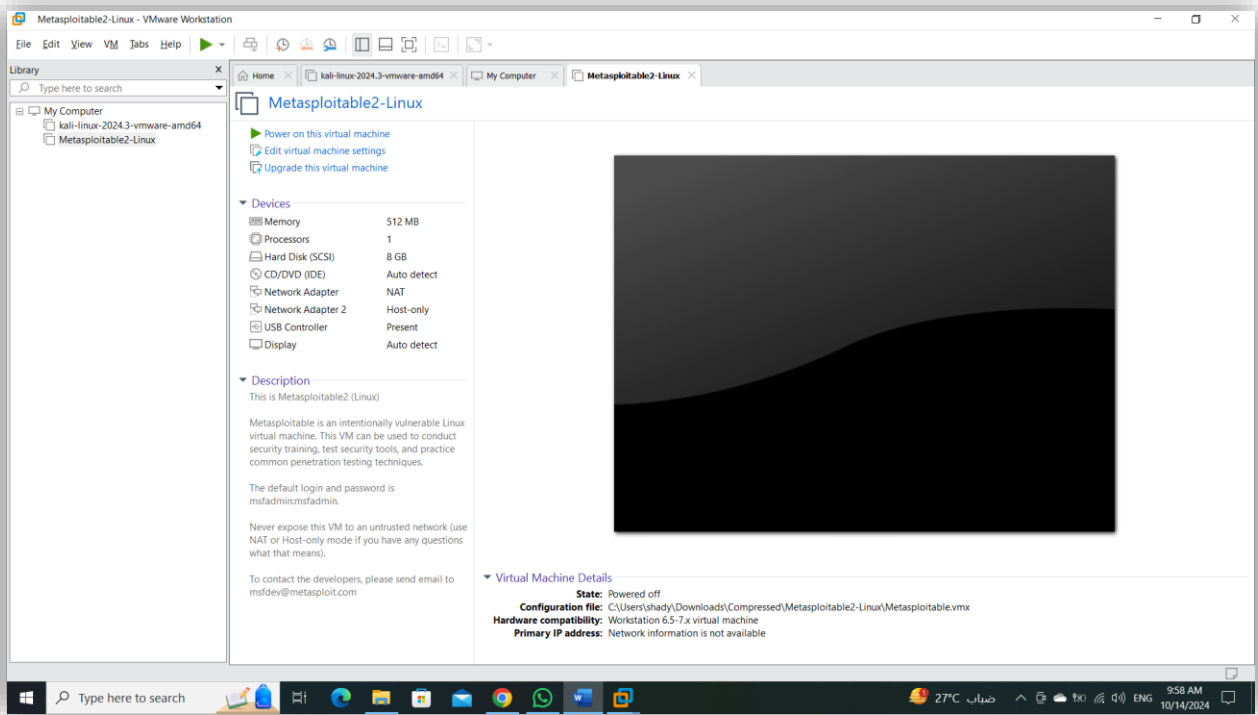 Metasploitable2-Linux - VMware Workstation
File Edit View VM Tabs Help
Library X
Type here to search
My Computer
kali-linux-2024.3-vmware-amd64
Metasploitable2-Linux
Home kali-linux-2024.3-vmware-amd64 My Computer Metasploitable2-Linux
Metasploitable2-Linux
Power on this virtual machine
Edit virtual machine settings
Upgrade this virtual machine
Devices
Memory 512 MB
Processors 1
Hard Disk (SCSI) 8 GB
CD/DVD (IDE) Auto detect
Network Adapter NAT
Network Adapter 2 Host-only
USB Controller Present
Display Auto detect
Description
This is Metasploitable2 (Linux)
Metasploitable is an intentionally vulnerable Linux
virtual machine. This VM can be used to conduct
security training, test security tools, and practice
common penetration testing techniques.
The default login and password is
msfadmin:msfadmin.
Never expose this VM to an untrusted network (use
NAT or Host-only mode if you have any questions
what that means).
To contact the developers, please send email to
msfdev@metasploit.com
Virtual Machine Details
State: Powered off
Configuration file: C:\Users\shady\Downloads\Compressed\Metasploitable2-Linux\Metasploitable.vmx
Hardware compatibility: Workstation 6.5-7.x virtual machine
Primary IP address: Network information is not available
Type here to search
27°C ضباب ENG 9:58 AM
10/14/2024